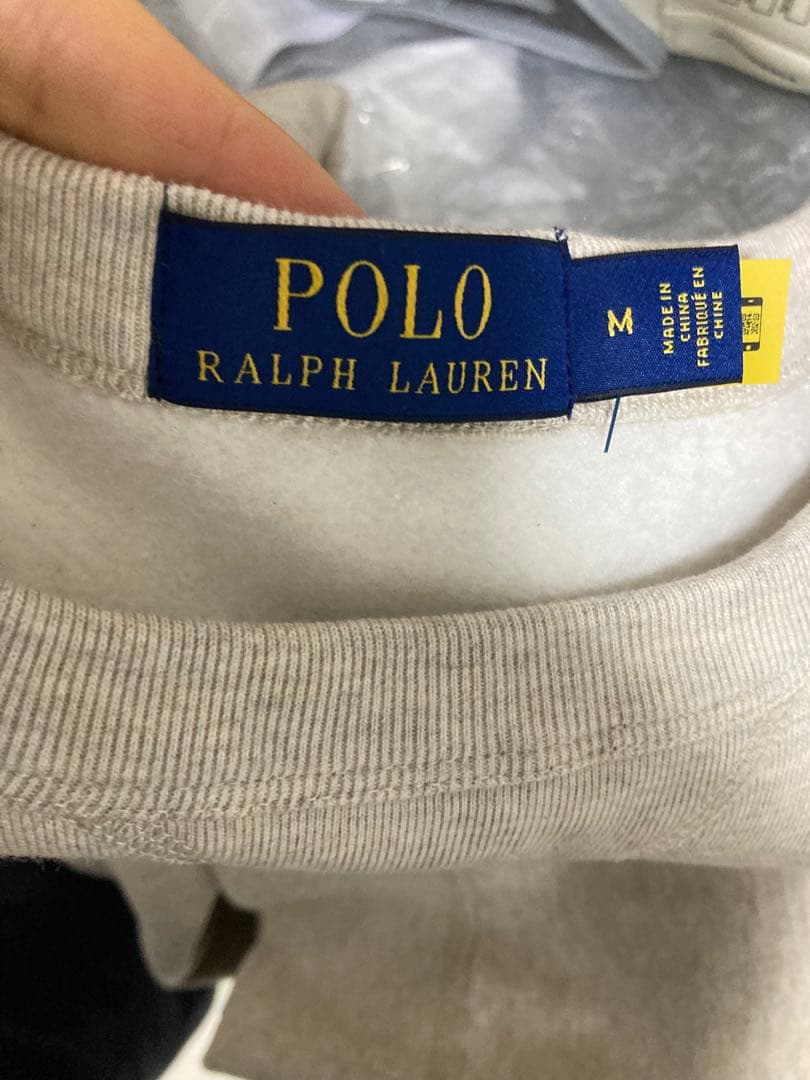 POLO
RALPH LAUREN
M
MADE IN
CHINA
FABRIQUÉ EN
CHINE